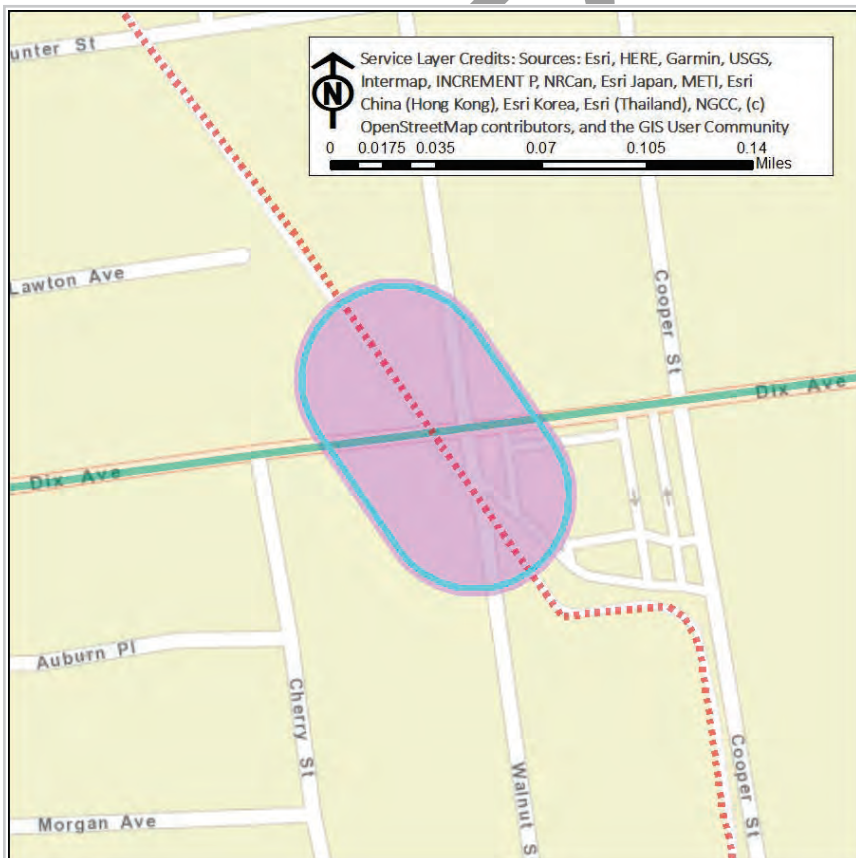 unter St
Service Layer Credits: Sources: Esri, HERE, Garmin, USGS,
Intermap, INCREMENT P, NRCan, Esri Japan, METI, Esri
China (Hong Kong), Esri Korea, Esri (Thailand), NGCC, (c)
OpenStreetMap contributors, and the GIS User Community
N
0 0.0175 0.035 0.07 0.105 0.14
Miles
Lawton Ave
Cooper St
Dix Ave
Dix Ave
Auburn Pl
Cherry St
Walnut S
Cooper St
Morgan Ave